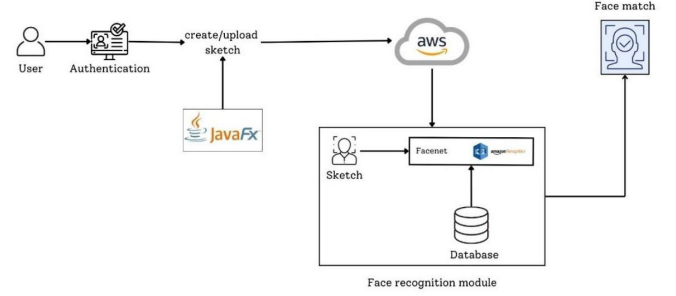 Face match
create/upload
sketch
aws
User
Authentication
JavaFx
Facenet
Sketch
Database
Face recognition module